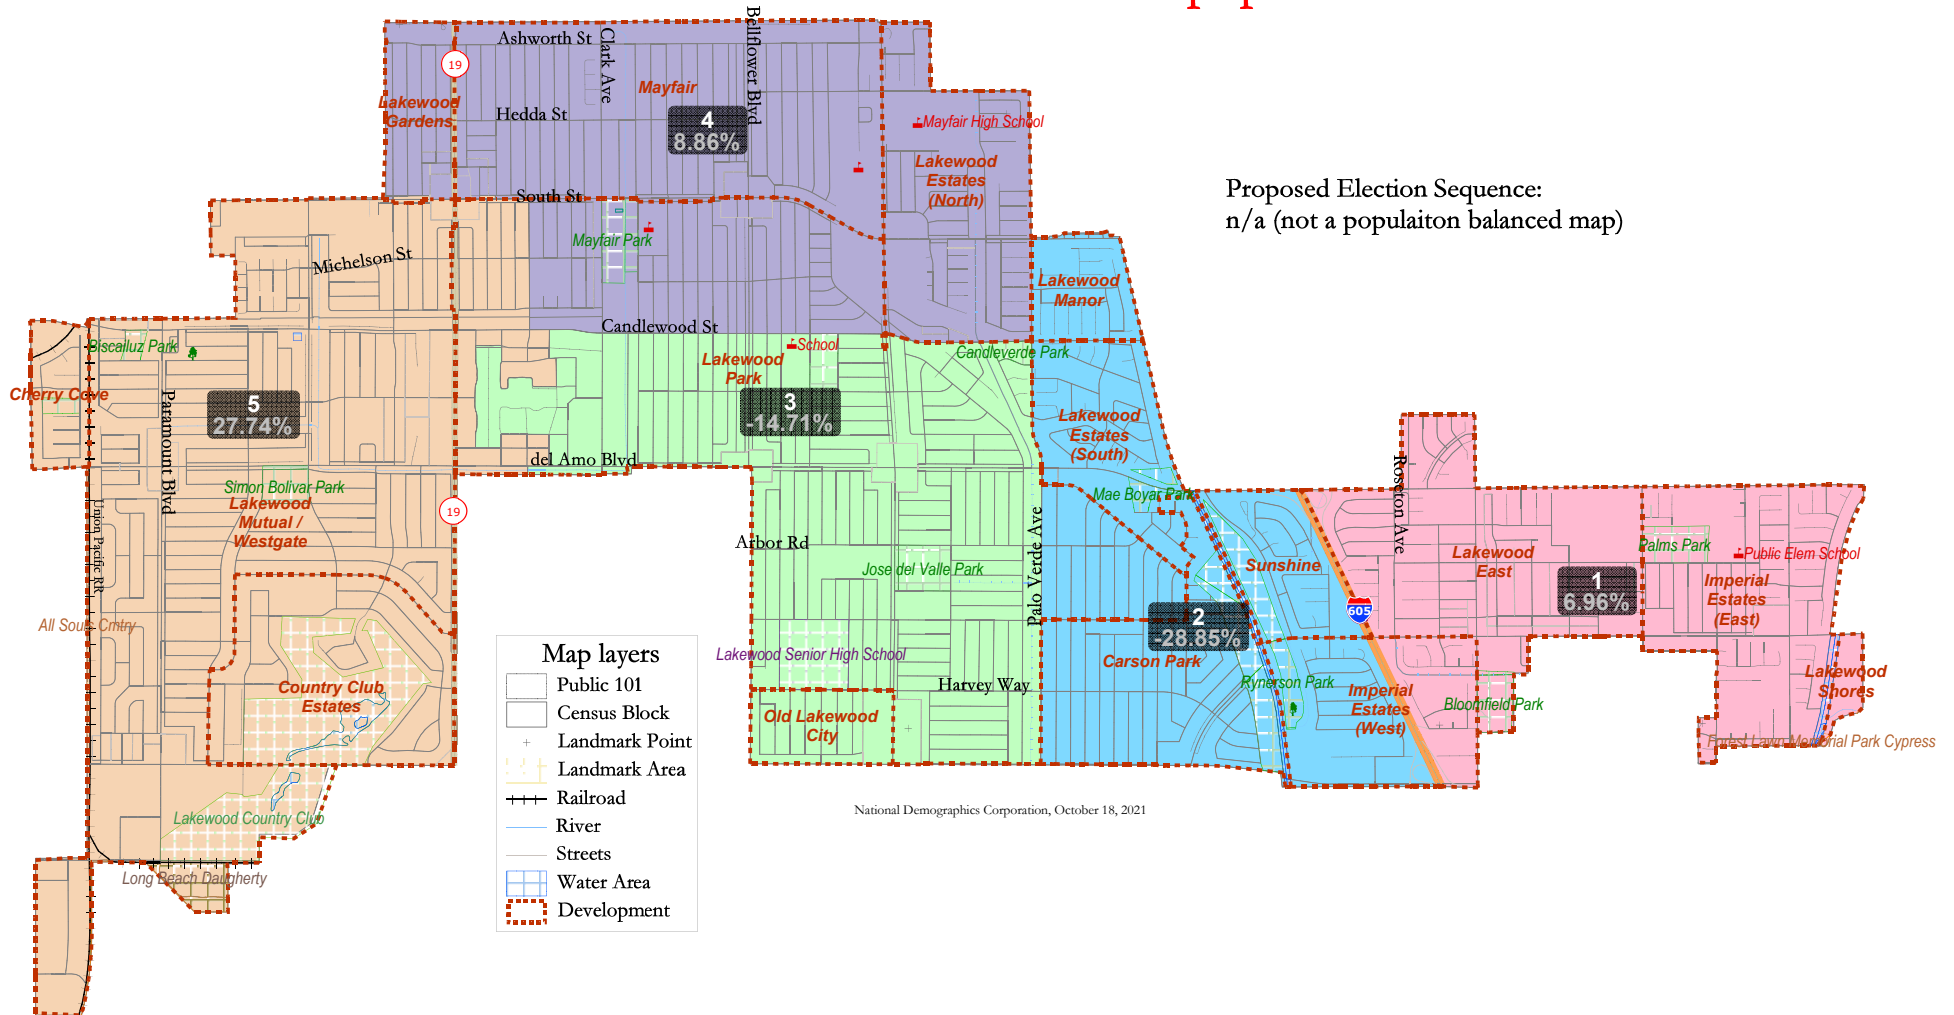 Ashworth St
Clark Ave
Bellflower Blvd
19
Mayfair
Lakewood
Gardens
Hedda St
4
8.86%
Mayfair High School
Lakewood
Estates
(North)
South St
Proposed Election Sequence:
n/a (not a populaiton balanced map)
Mayfair Park
Michelson St
Lakewood
Manor
Candlewood St
Biscailuz Park
School
Lakewood
Park
Candleverde Park
Cherry Cove
5
27.74%
Paramount Blvd
3
-14.71%
Lakewood
Estates
(South)
del Amo Blvd
Roseton Ave
Simon Bolivar Park
Lakewood
Mutual /
Westgate
Mae Boyar Park
19
Union Pacific RR
Arbor Rd
Palo Verde Ave
Jose del Valle Park
Sunshine
Lakewood
East
Palms Park
Public Elem School
Imperial
Estates
(East)
1
6.96%
605
2
-28.85%
All Souls Cmtry
Lakewood Senior High School
Carson Park
Harvey Way
Rynerson Park
Imperial
Estates
(West)
Bloomfield Park
Lakewood
Shores
Forest Lawn Memorial Park Cypress
Country Club
Estates
Old Lakewood
City
Lakewood Country Club
Long Beach Daugherty
Map layers
Public 101
Census Block
Landmark Point
Landmark Area
Railroad
River
Streets
Water Area
Development
National Demographics Corporation, October 18, 2021